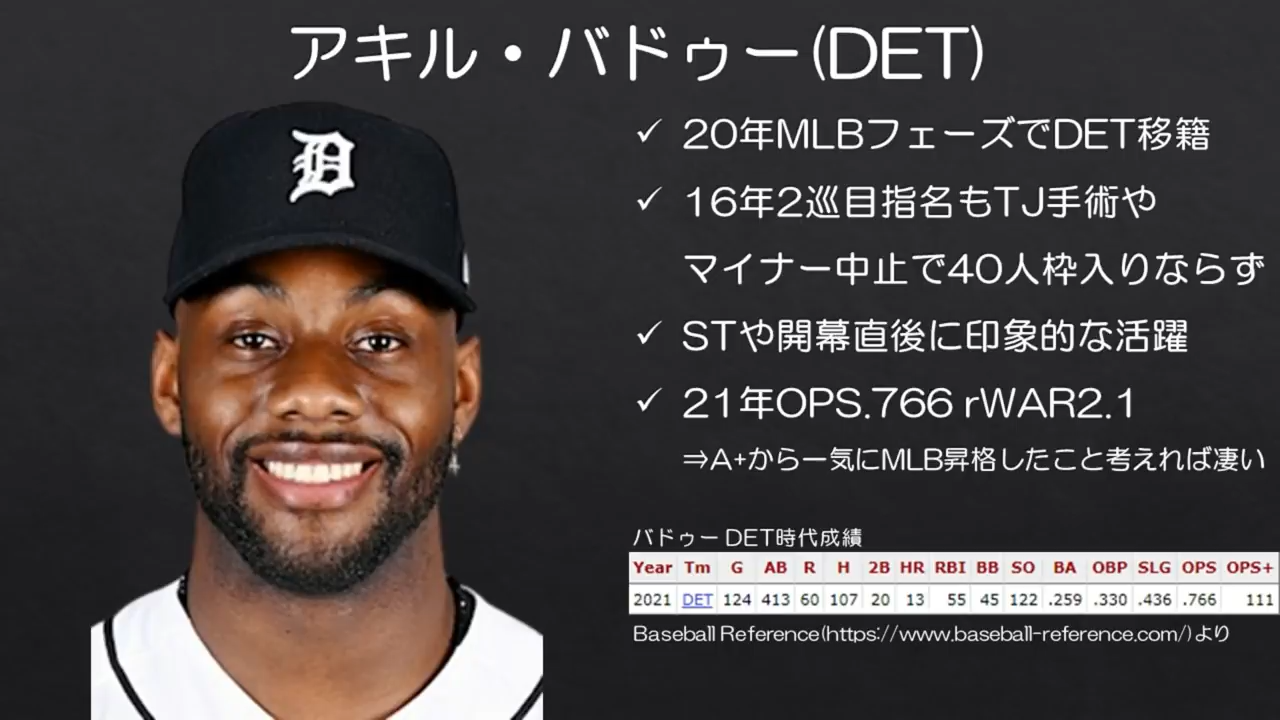 アキル・バドゥー(DET)
✓ 20年MLBフェーズでDET移籍
✓ 16年2巡目指名もTJ手術や
マイナー中止で40人枠入りならず
✓ STや開幕直後に印象的な活躍
✓ 21年OPS.766 rWAR2.1
⇒A+から一気にMLB昇格したこと考えれば凄い
バドゥー DET時代成績
Year Tm G AB R H 2B HR RBI BB SO BA OBP SLG OPS OPS+
2021 DET 124 413 60 107 20 13 55 45 122 .259 .330 .436 .766 111
Baseball Reference(https://www.baseball-reference.com/)より
D